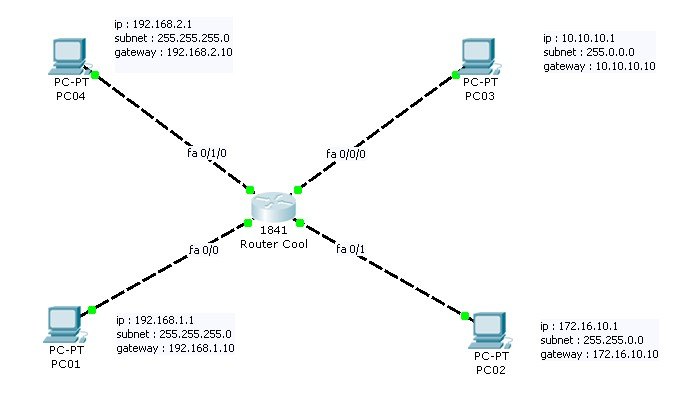 ip : 192.168.2.1
subnet : 255.255.255.0
gateway : 192.168.2.10
PC-PT
PC04
ip : 10.10.10.1
subnet : 255.0.0.0
gateway : 10.10.10.10
PC-PT
PC03
fa 0/1/0
fa 0/0/0
1841
Router Cool
fa 0/0
fa 0/1
PC-PT
PC01
ip : 192.168.1.1
subnet : 255.255.255.0
gateway : 192.168.1.10
PC-PT
PC02
ip : 172.16.10.1
subnet : 255.255.0.0
gateway : 172.16.10.10